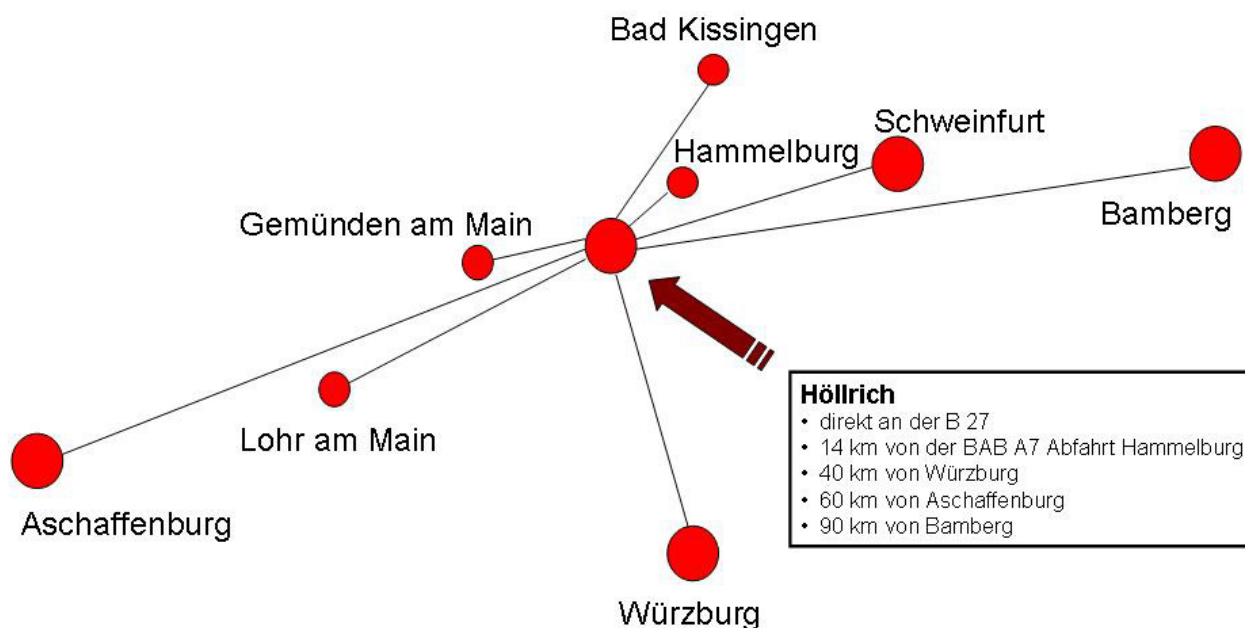 Bad Kissingen
Schweinfurt
Hammelburg
Gemünden am Main
Bamberg
Höllrich
• direkt an der B 27
• 14 km von der BAB A7 Abfahrt Hammelburg
• 40 km von Würzburg
• 60 km von Aschaffenburg
• 90 km von Bamberg
Lohr am Main
Aschaffenburg
Würzburg